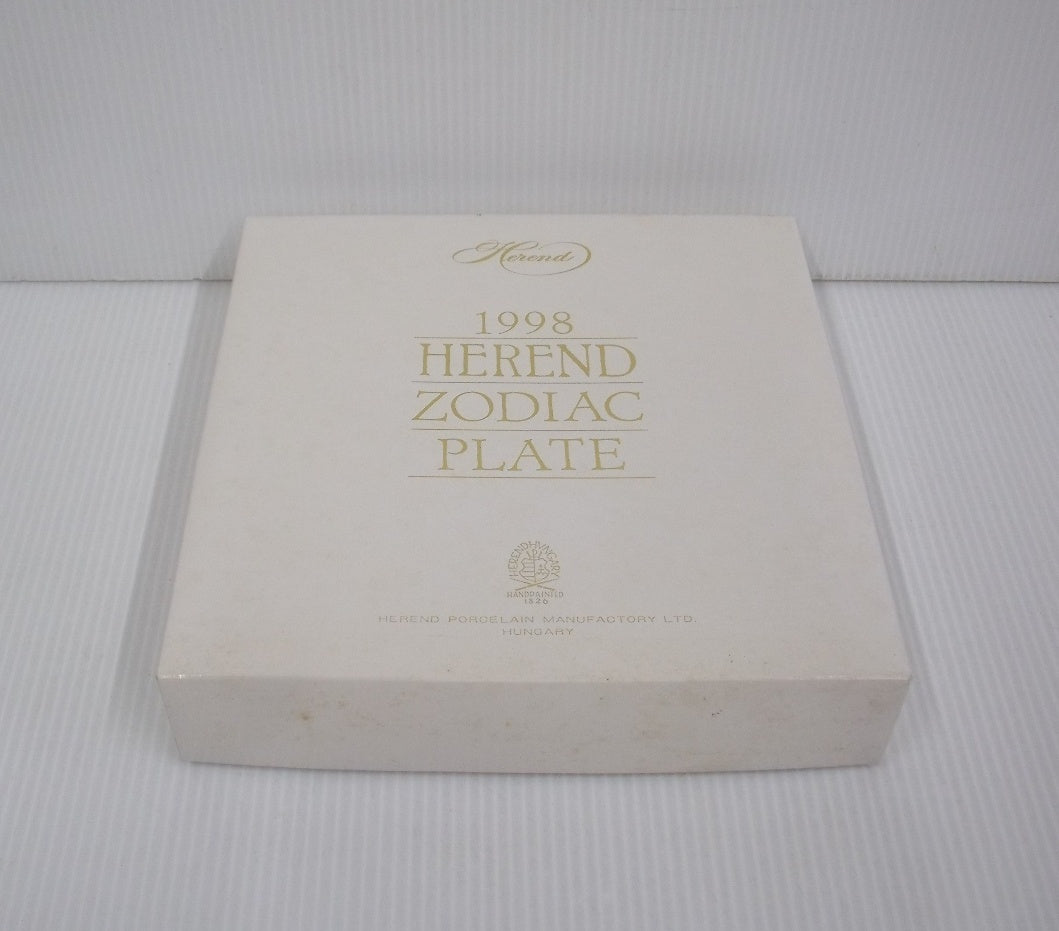 Herend
1998
HEREND
ZODIAC
PLATE
HEREND HUNGARY
HANDPAINTED
1826
HEREND PORCELAIN MANUFACTORY LTD.
HUNGARY